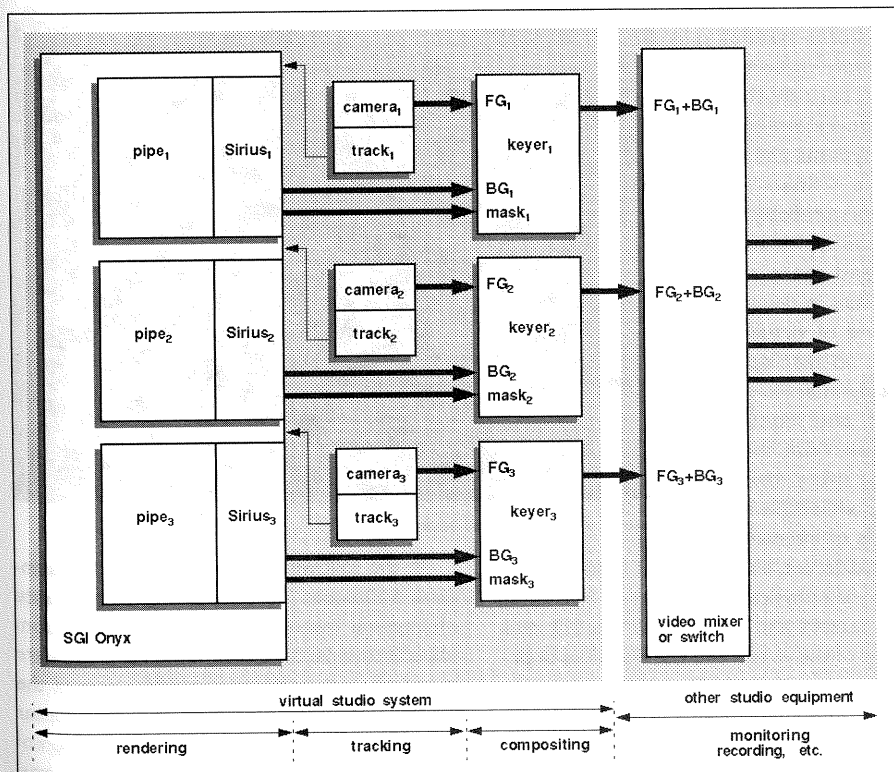 camera₁
FG₁
FG₁+BG₁
pipe₁
Sirius₁
track₁
keyer₁
BG₁
mask₁
camera₂
FG₂
FG₂+BG₂
pipe₂
Sirius₂
track₂
keyer₂
BG₂
mask₂
camera₃
FG₃
FG₃+BG₃
pipe₃
Sirius₃
track₃
keyer₃
BG₃
mask₃
SGI Onyx
video mixer
or switch
virtual studio system
other studio equipment
rendering
tracking
compositing
monitoring
recording, etc.